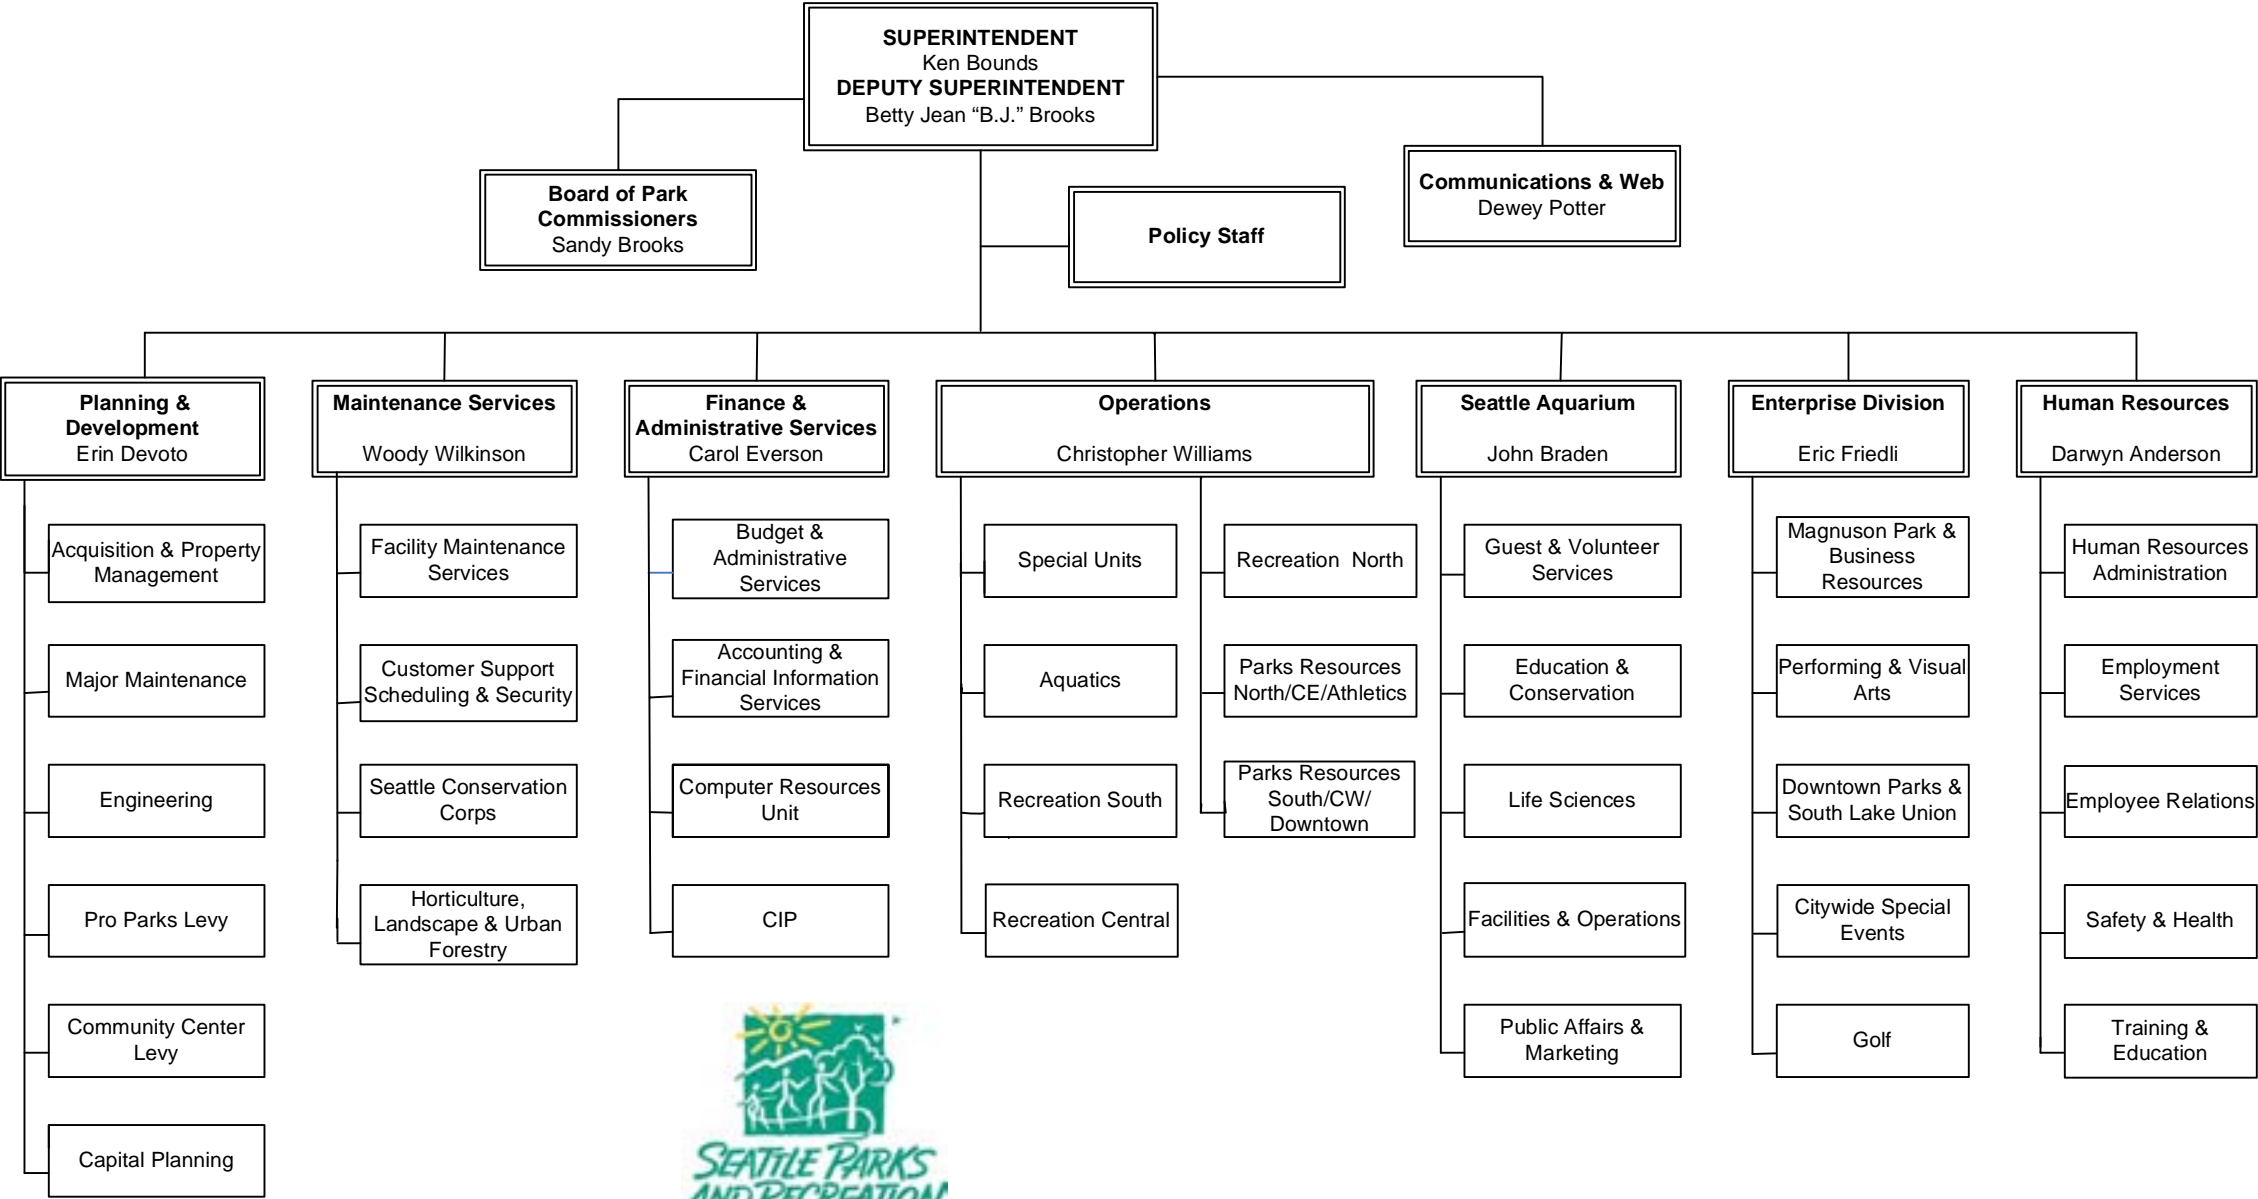 SUPERINTENDENT
Ken Bounds
DEPUTY SUPERINTENDENT
Betty Jean “B.J.” Brooks
Board of Park
Commissioners
Sandy Brooks
Policy Staff
Communications & Web
Dewey Potter
Planning &
Development
Erin Devoto
Acquisition & Property
Management
Major Maintenance
Engineering
Pro Parks Levy
Community Center
Levy
Capital Planning
Maintenance Services
Woody Wilkinson
Facility Maintenance
Services
Customer Support
Scheduling & Security
Seattle Conservation
Corps
Horticulture,
Landscape & Urban
Forestry
Finance &
Administrative Services
Carol Everson
Budget &
Administrative
Services
Accounting &
Financial Information
Services
Computer Resources
Unit
CIP
Operations
Christopher Williams
Special Units
Aquatics
Recreation South
Recreation Central
Recreation  North
Parks Resources
North/CE/Athletics
Parks Resources
South/CW/
Downtown
Seattle Aquarium
John Braden
Guest & Volunteer
Services
Education &
Conservation
Life Sciences
Facilities & Operations
Public Affairs &
Marketing
Enterprise Division
Eric Friedli
Magnuson Park &
Business
Resources
Performing & Visual
Arts
Downtown Parks &
South Lake Union
Citywide Special
Events
Golf
Human Resources
Darwyn Anderson
Human Resources
Administration
Employment
Services
Employee Relations
Safety & Health
Training &
Education
SEATTLE PARKS
AND RECREATION